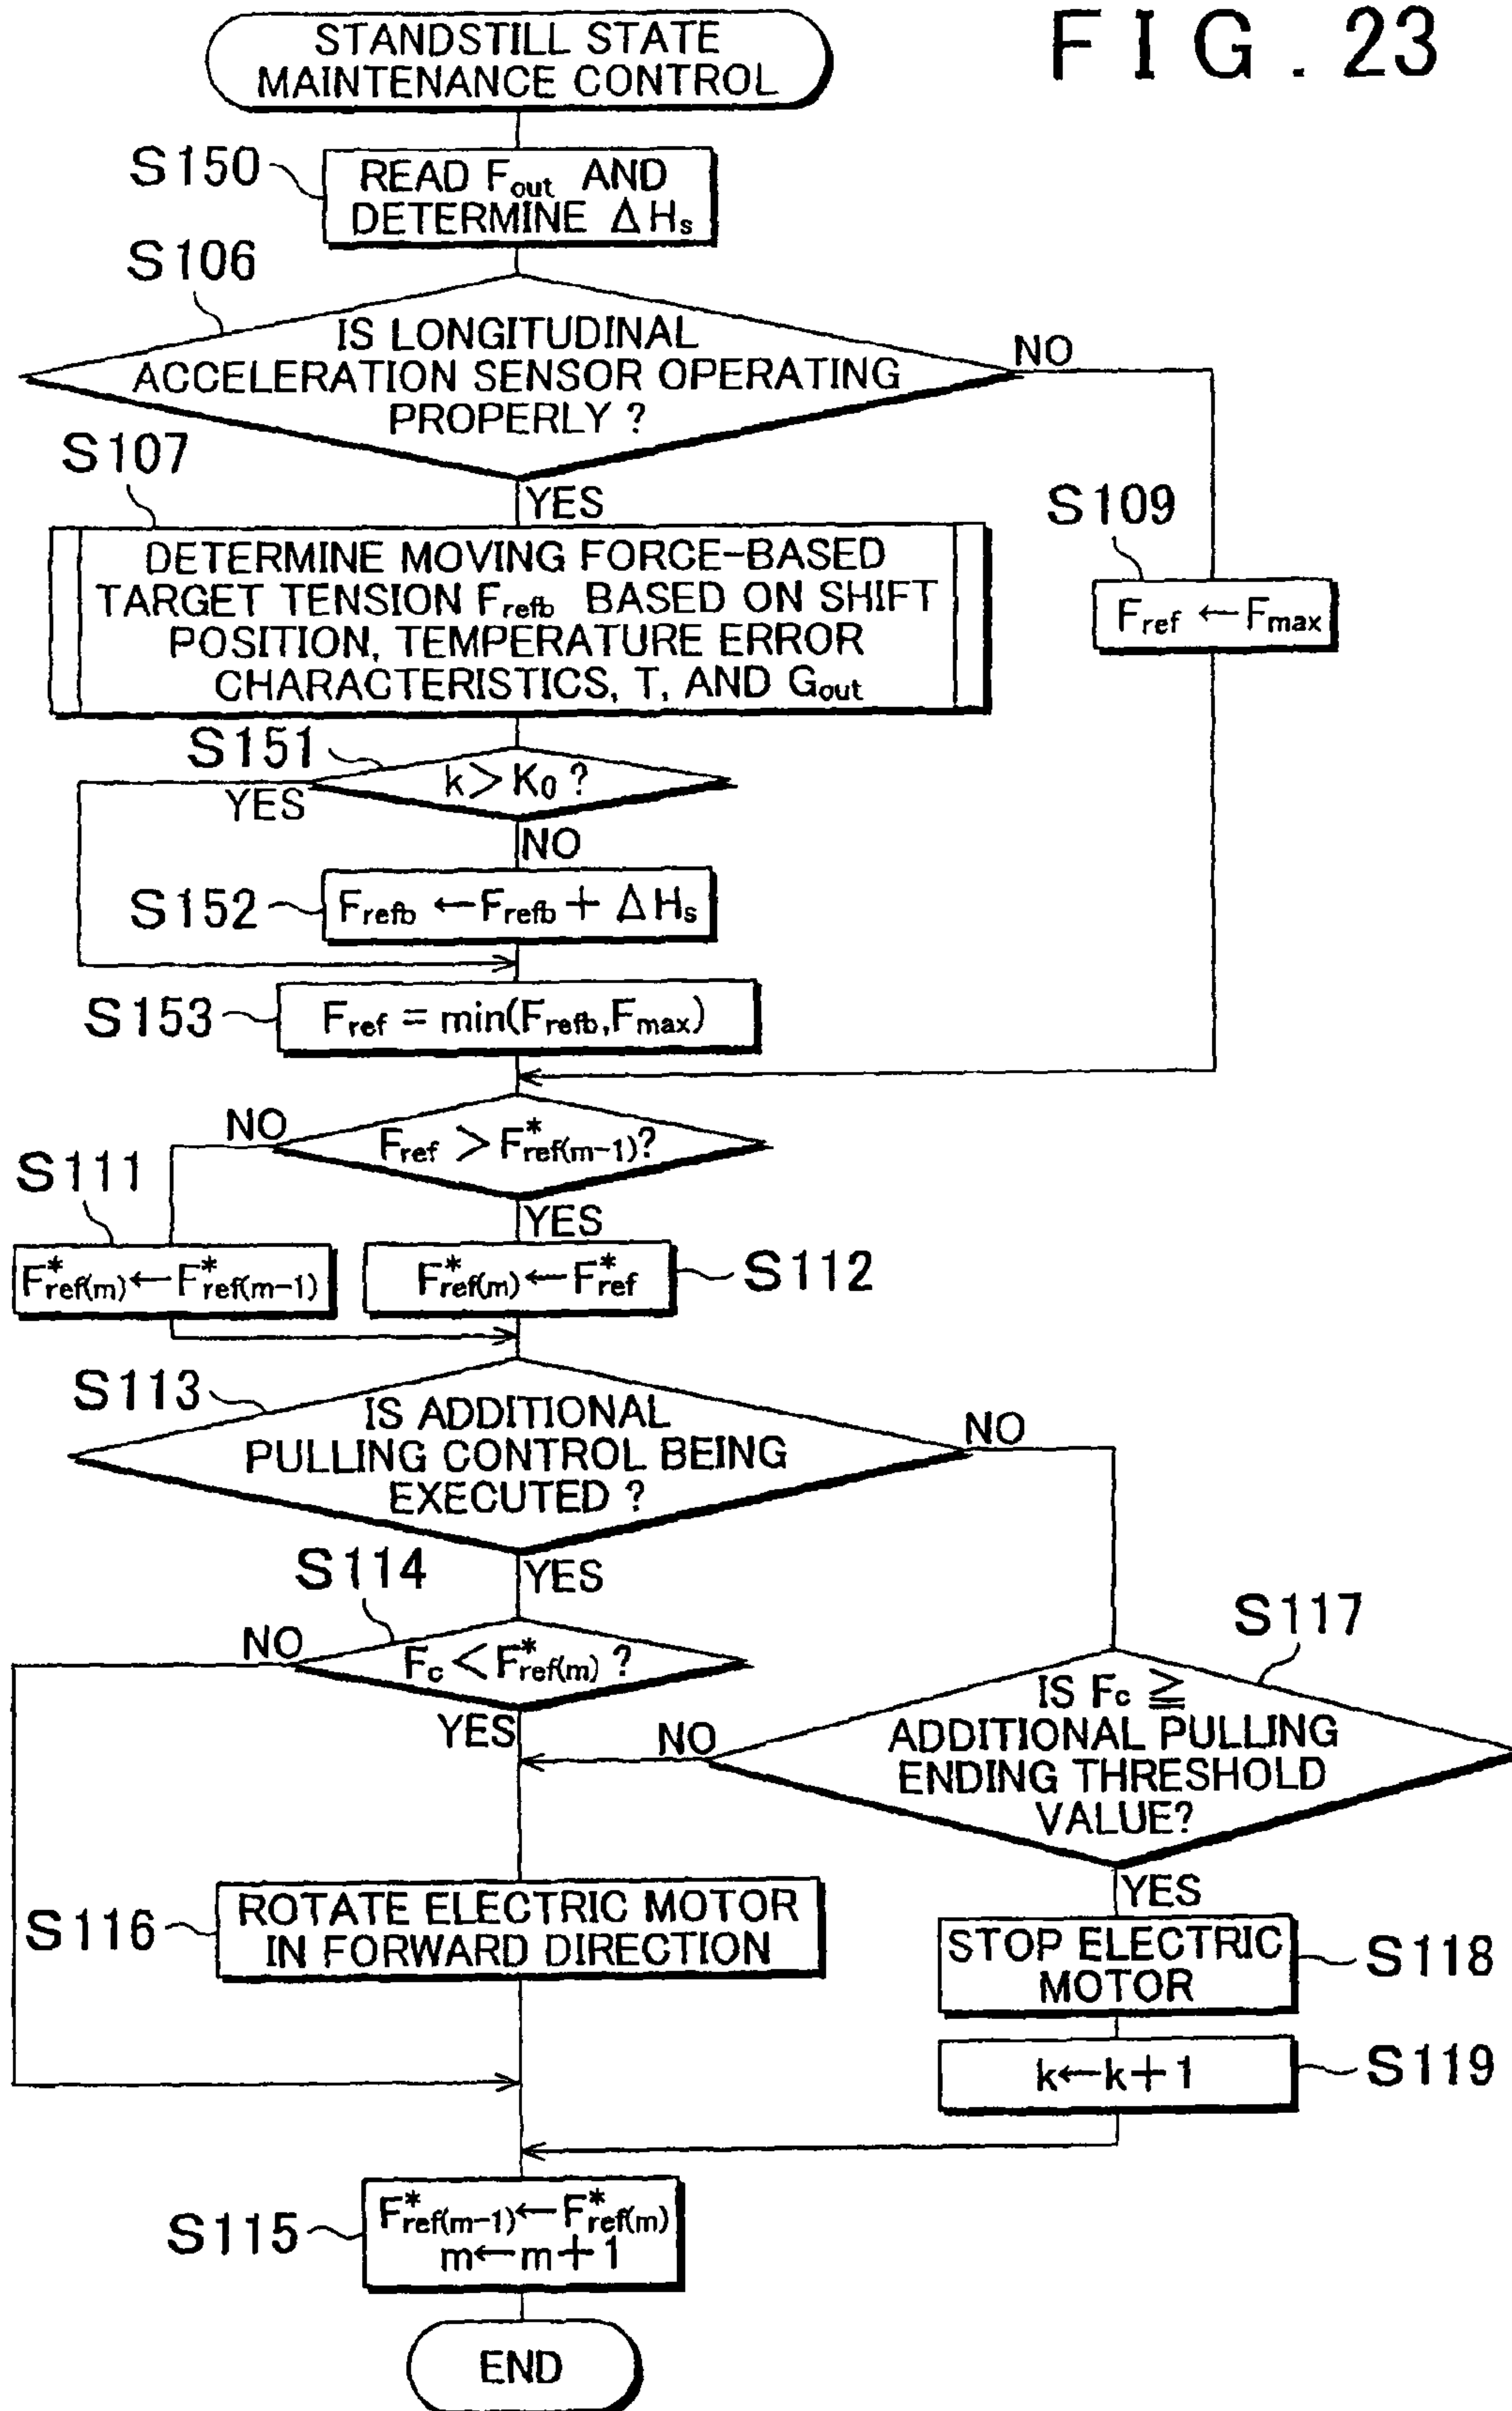 FIG. 23
STANDSTILL STATE
MAINTENANCE CONTROL
S150
READ Fout AND
DETERMINE ΔHs
S106
IS LONGITUDINAL
ACCELERATION SENSOR OPERATING
PROPERLY ?
NO
YES
S107
DETERMINE MOVING FORCE-BASED
TARGET TENSION Frefb BASED ON SHIFT
POSITION, TEMPERATURE ERROR
CHARACTERISTICS, T, AND Gout
S109
Fref ← Fmax
S151
k > K0 ?
YES
NO
S152
Frefb ← Frefb + ΔHs
S153
Fref = min(Frefb,Fmax)
NO
Fref > F*ref(m-1)?
YES
S111
F*ref(m) ← F*ref(m-1)
F*ref(m) ← F*ref
S112
S113
IS ADDITIONAL
PULLING CONTROL BEING
EXECUTED ?
NO
YES
S114
NO
Fc < F*ref(m) ?
YES
S117
IS Fc ≧
ADDITIONAL PULLING
ENDING THRESHOLD
VALUE?
NO
YES
S116
ROTATE ELECTRIC MOTOR
IN FORWARD DIRECTION
STOP ELECTRIC
MOTOR
S118
k←k+1
S119
S115
F*ref(m-1) ← F*ref(m)
m←m+1
END